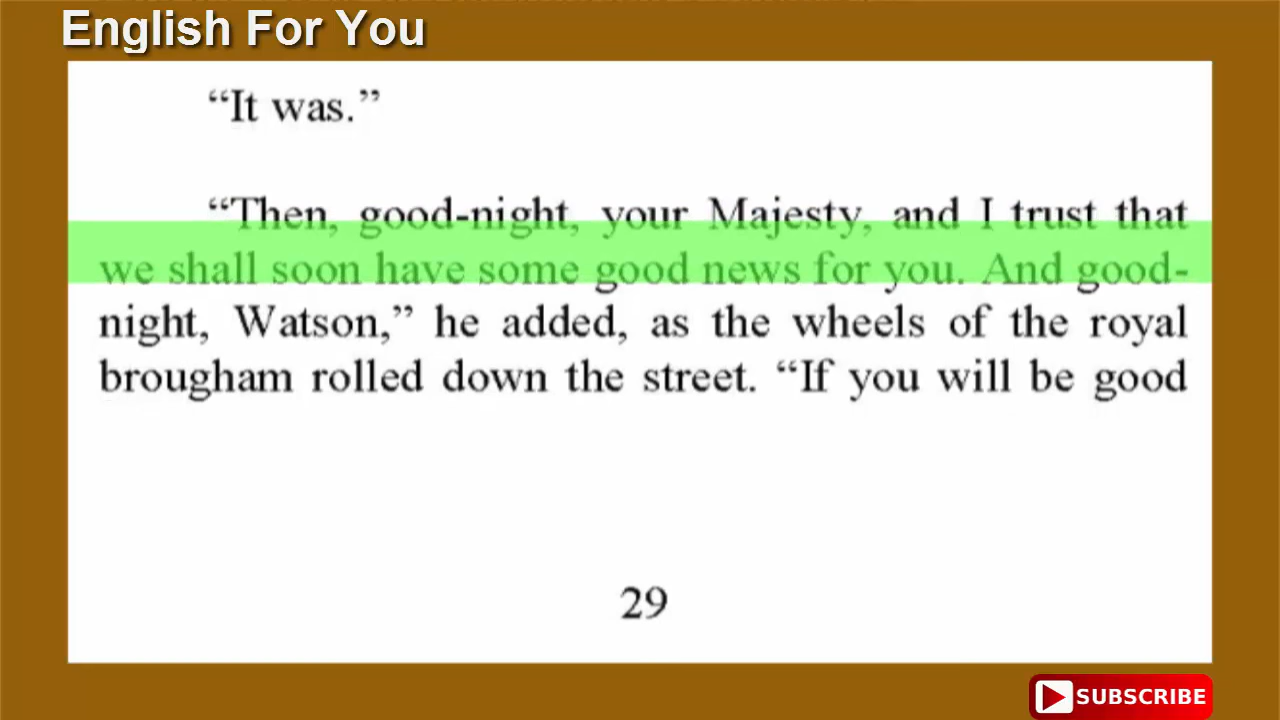 English For You
“It was.”
“Then, good-night, your Majesty, and I trust that
we shall soon have some good news for you. And good-
night, Watson,” he added, as the wheels of the royal
brougham rolled down the street. “If you will be good
29
SUBSCRIBE